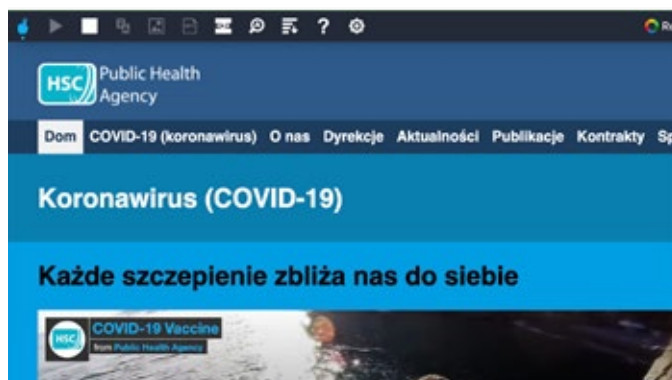 ?
HSC Public Health
Agency
Dom COVID-19 (koronawirus) O nas Dyrekcje Aktualności Publikacje Kontrakty
Koronawirus (COVID-19)
Każde szczepienie zbliża nas do siebie
HSC COVID-19 Vaccine
from Public Health Agency